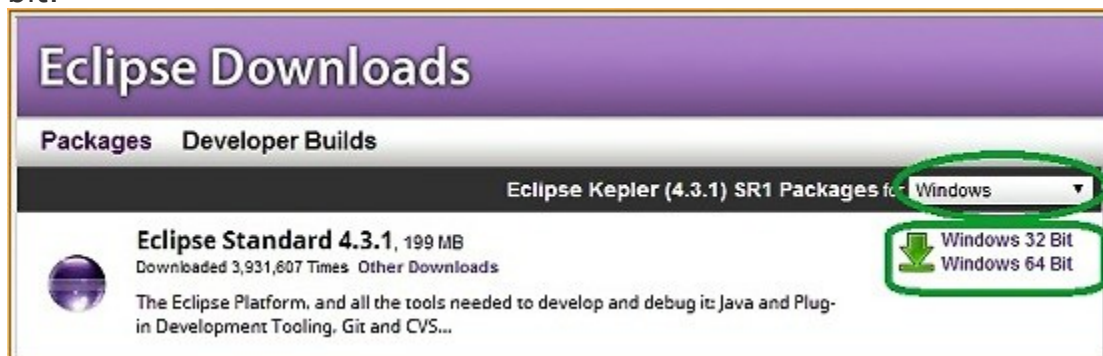 Eclipse Downloads
Packages Developer Builds
Eclipse Kepler (4.3.1) SR1 Packages for Windows
Eclipse Standard 4.3.1, 199 MB
Windows 32 Bit
Downloaded 3,931,607 Times Other Downloads
Windows 64 Bit
The Eclipse Platform, and all the tools needed to develop and debug it: Java and Plug-
in Development Tooling, Git and CVS...